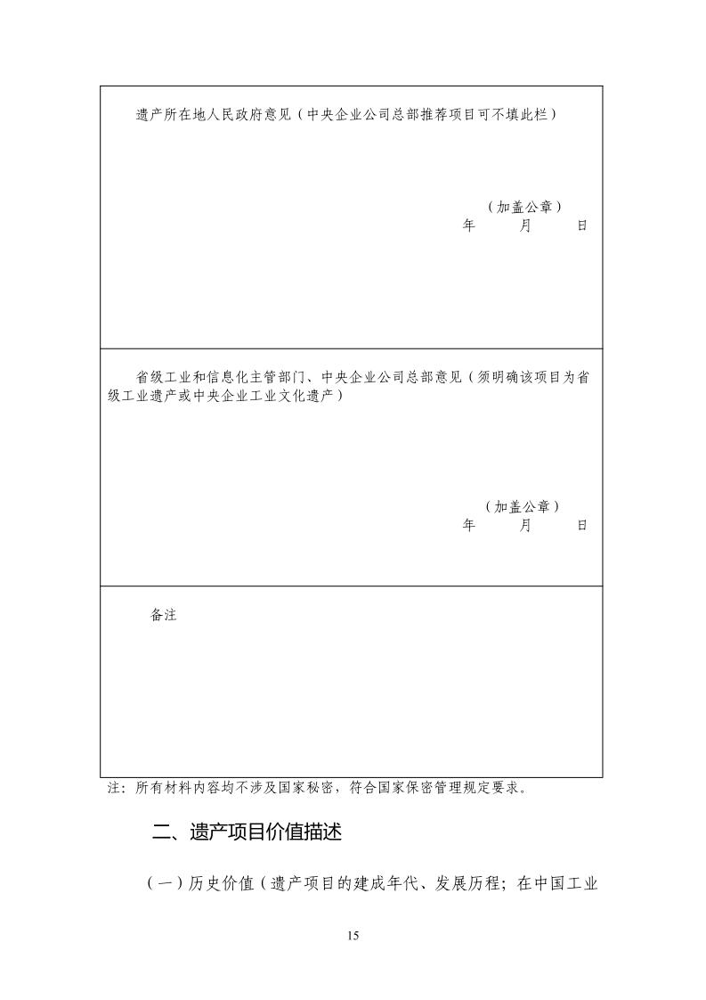 遗产所在地人民政府意见（中央企业公司总部推荐项目可不填此栏）
（加盖公章）
年 月 日
省级工业和信息化主管部门、中央企业公司总部意见（须明确该项目为省
级工业遗产或中央企业工业文化遗产）
（加盖公章）
年 月 日
备注
注：所有材料内容均不涉及国家秘密，符合国家保密管理规定要求。
二、遗产项目价值描述
（一）历史价值（遗产项目的建成年代、发展历程；在中国工业
15